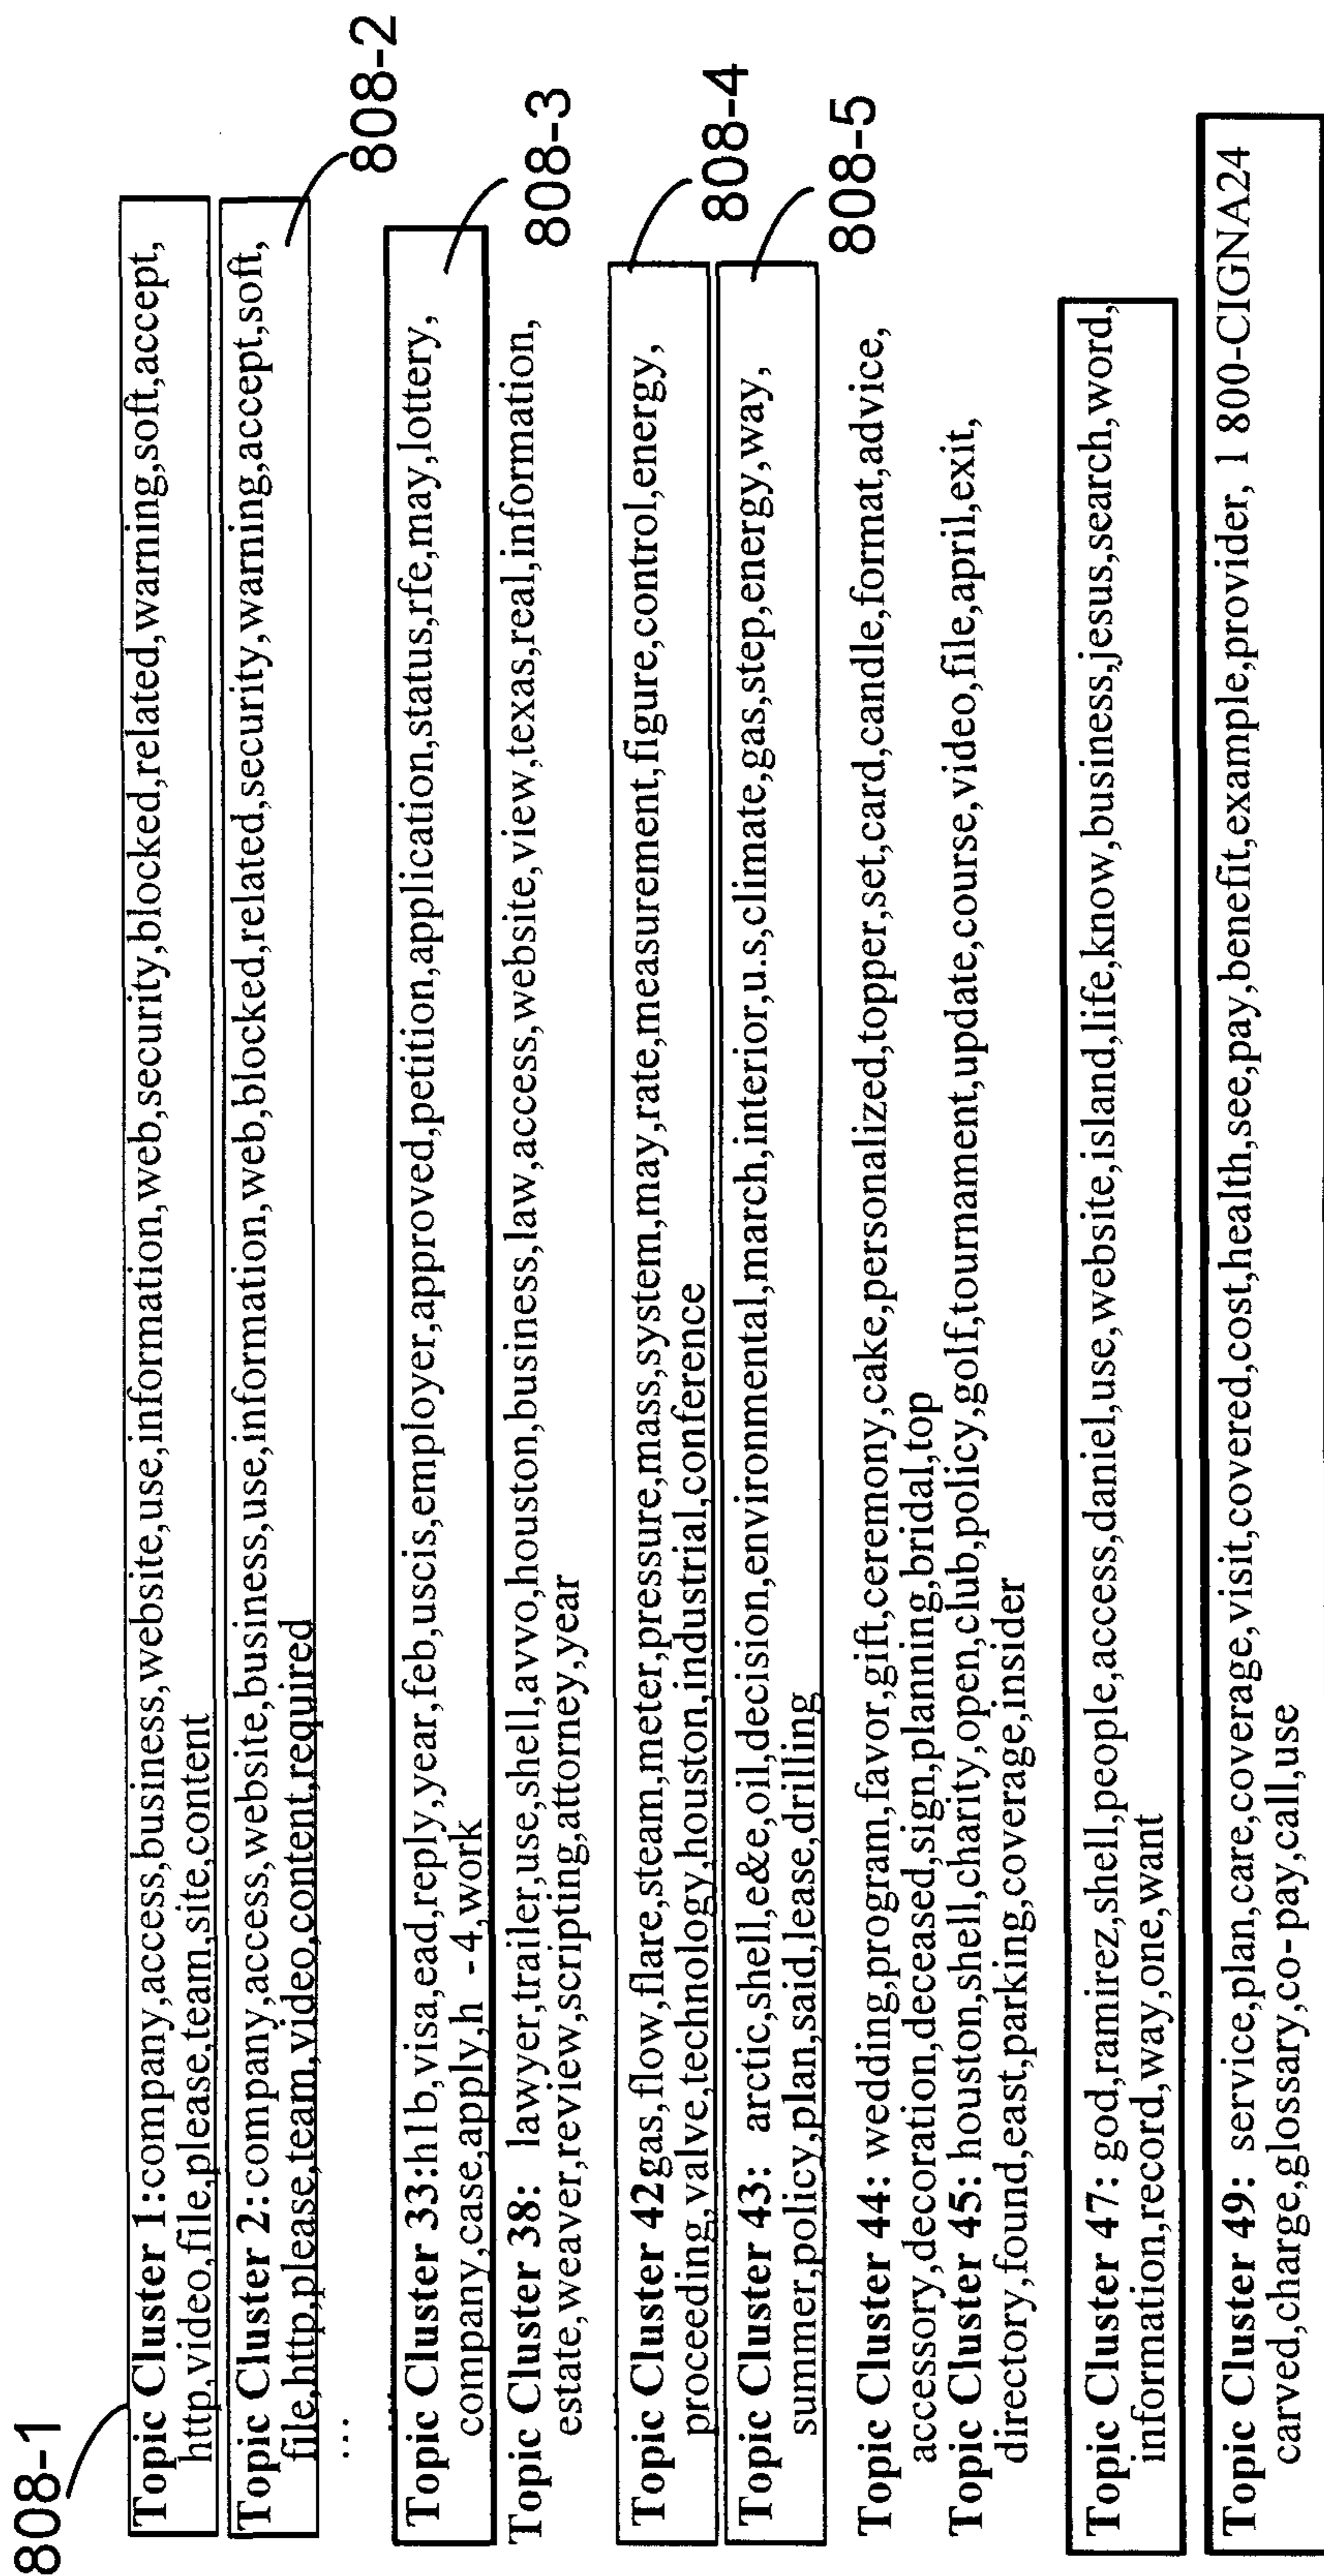 808-1
Topic Cluster 1:company,access,business,website,use,information,web,security,blocked,related,warning,soft,accept,
http,video,file,please,team,site,content
Topic Cluster 2:company,access,website,business,use,information,web,blocked,related,security,warning,accept,soft,
file,http,please,team,video,content,required
808-2
...
Topic Cluster 33:h1b,visa,ead,reply,year,feb,uscis,employer,approved,petition,application,status,rfe,may,lottery,
company,case,apply,h -4,work
808-3
Topic Cluster 38: lawyer,trailer,use,shell,avvo,houston,business,law,access,website,view,texas,real,information,
estate,weaver,review,scripting,attorney,year
Topic Cluster 42gas,flow,flare,steam,meter,pressure,mass,system,may,rate,measurement,figure,control,energy,
proceeding,valve,technology,houston,industrial,conference
808-4
Topic Cluster 43: arctic,shell,e&e,oil,decision,environmental,march,interior,u.s,climate,gas,step,energy,way,
summer,policy,plan,said,lease,drilling
808-5
Topic Cluster 44: wedding,program,favor,gift,ceremony,cake,personalized,topper,set,card,candle,format,advice,
accessory,decoration,deceased,sign,planning,bridal,top
Topic Cluster 45: houston,shell,charity,open,club,policy,golf,tournament,update,course,video,file,april,exit,
directory,found,east,parking,coverage,insider
Topic Cluster 47: god,ramirez,shell,people,access,daniel,use,website,island,life,know,business,jesus,search,word,
information,record,way,one,want
Topic Cluster 49: service,plan,care,coverage,visit,covered,cost,health,see,pay,benefit,example,provider, 1 800-CIGNA24
carved,charge,glossary,co-pay,call,use